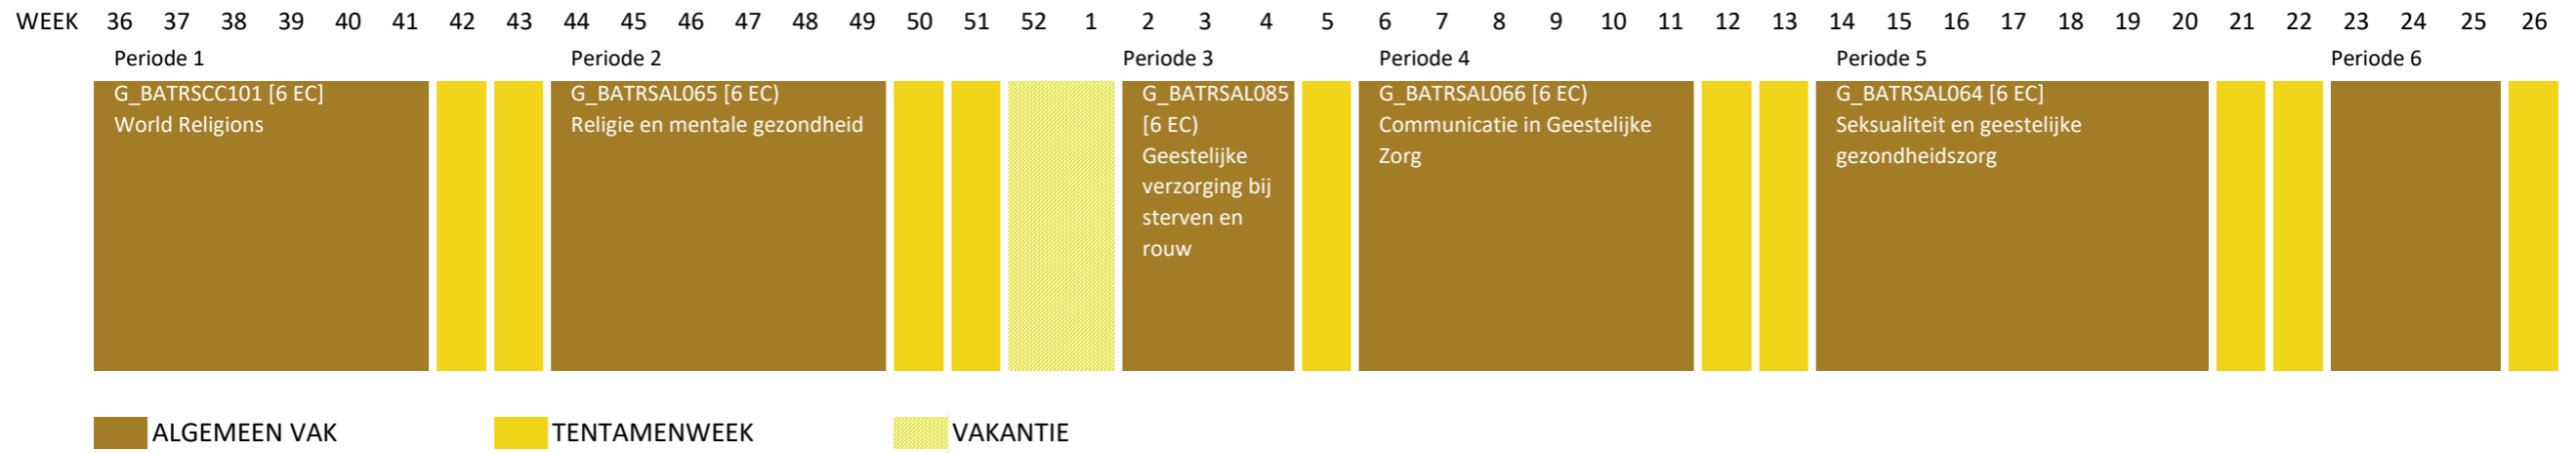 WEEK 36 37 38 39 40 41 42 43 44 45 46 47 48 49 50 51 52 1 2 3 4 5 6 7 8 9 10 11 12 13 14 15 16 17 18 19 20 21 22 23 24 25 26
Periode 1 Periode 2 Periode 3 Periode 4 Periode 5 Periode 6
G_BATRSCC101 [6 EC]
World Religions
G_BATRSAL065 [6 EC)
Religie en mentale gezondheid
G_BATRSAL085
[6 EC)
Geestelijke
verzorging bij
sterven en
rouw
G_BATRSAL066 [6 EC)
Communicatie in Geestelijke
Zorg
G_BATRSAL064 [6 EC]
Seksualiteit en geestelijke
gezondheidszorg
ALGEMEEN VAK TENTAMENWEEK VAKANTIE